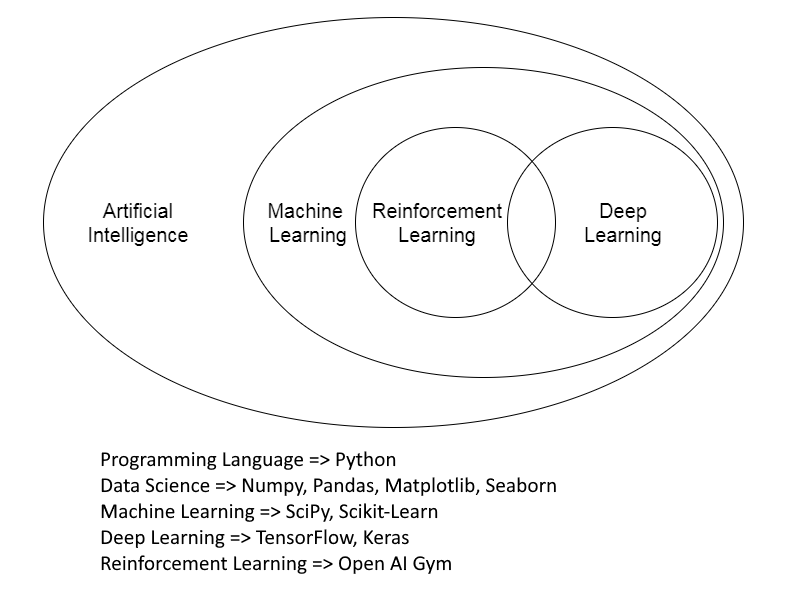 Artificial
Intelligence
Machine
Learning
Reinforcement
Learning
Deep
Learning
Programming Language => Python
Data Science => Numpy, Pandas, Matplotlib, Seaborn
Machine Learning => SciPy, Scikit-Learn
Deep Learning => TensorFlow, Keras
Reinforcement Learning => Open AI Gym